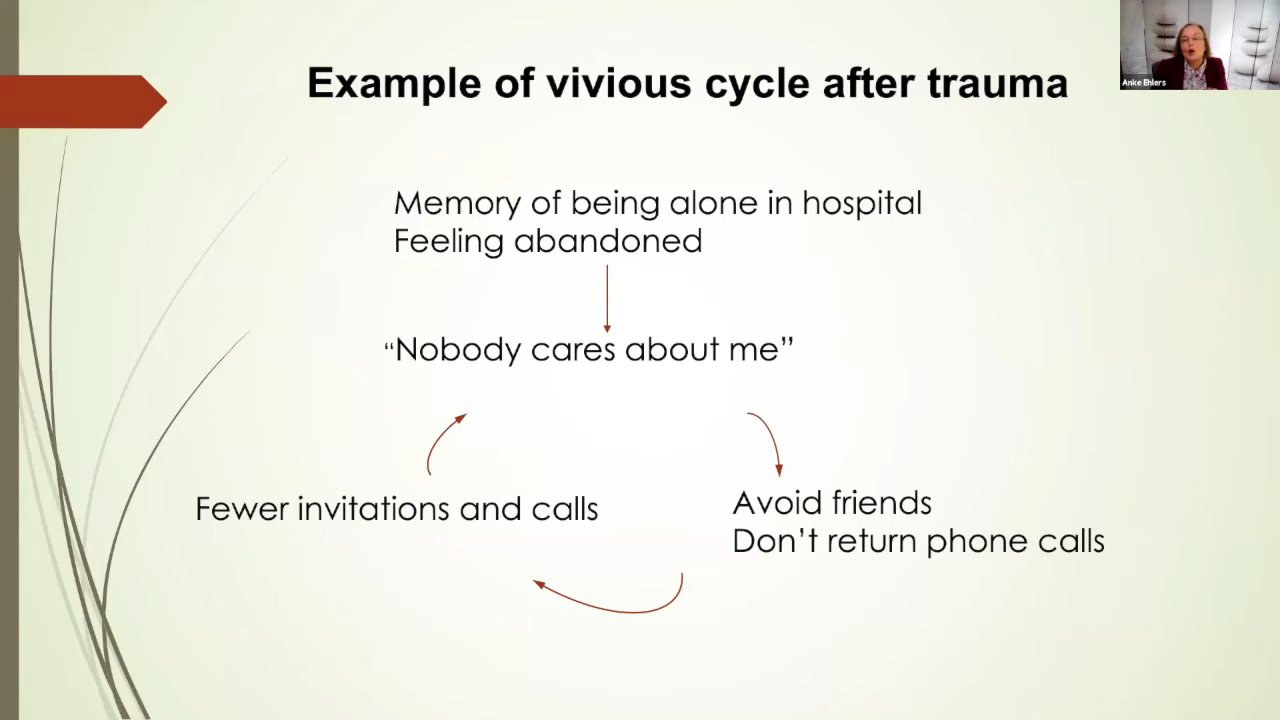 Example of vivious cycle after trauma
Anke Ehlers
Memory of being alone in hospital
Feeling abandoned
“Nobody cares about me”
Fewer invitations and calls
Avoid friends
Don’t return phone calls